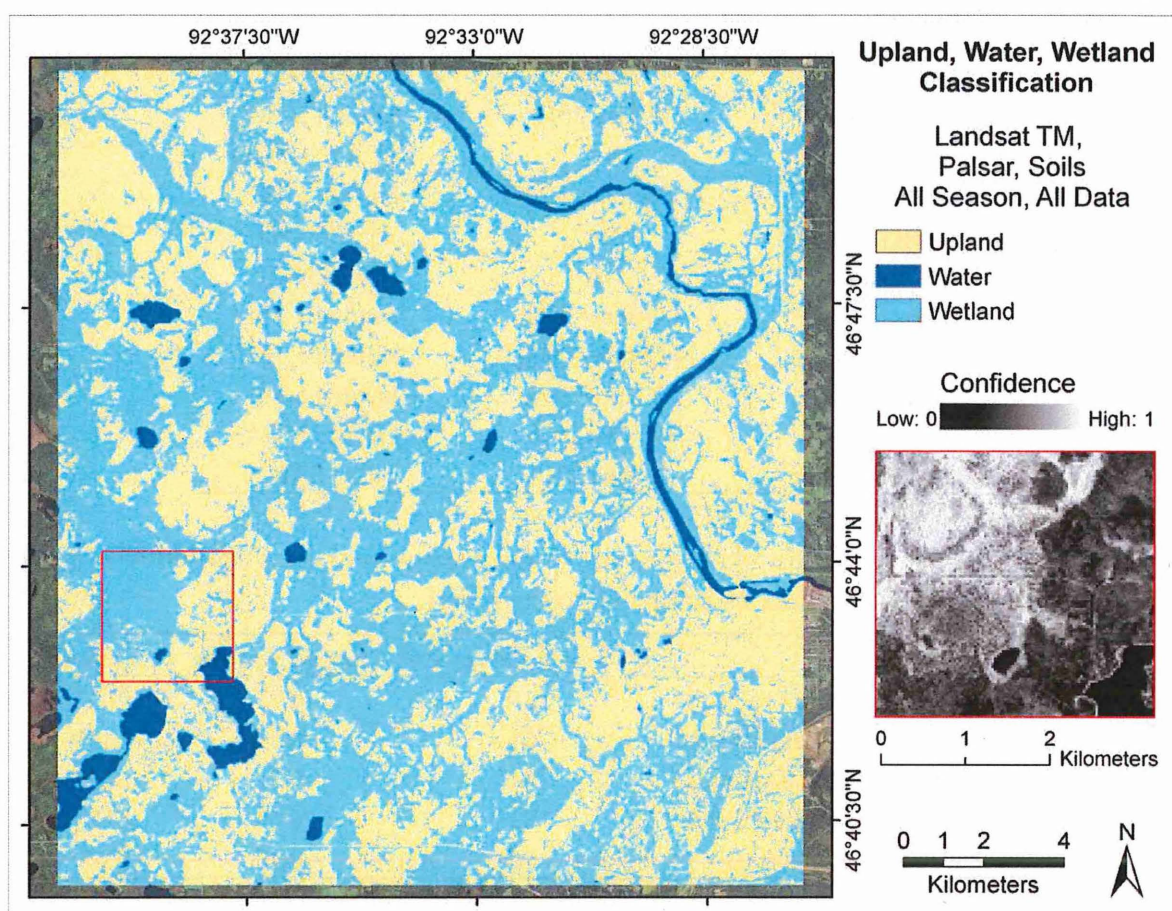 92°37'30"W
92°33'0"W
92°28'30"W
Upland, Water, Wetland
Classification
Landsat TM,
Palsar, Soils
All Season, All Data
Upland
Water
Wetland
46°47'30"N
Confidence
Low: 0
High: 1
46°44'0"N
0 1 2
Kilometers
46°40'30"N
0 1 2 4
Kilometers
N